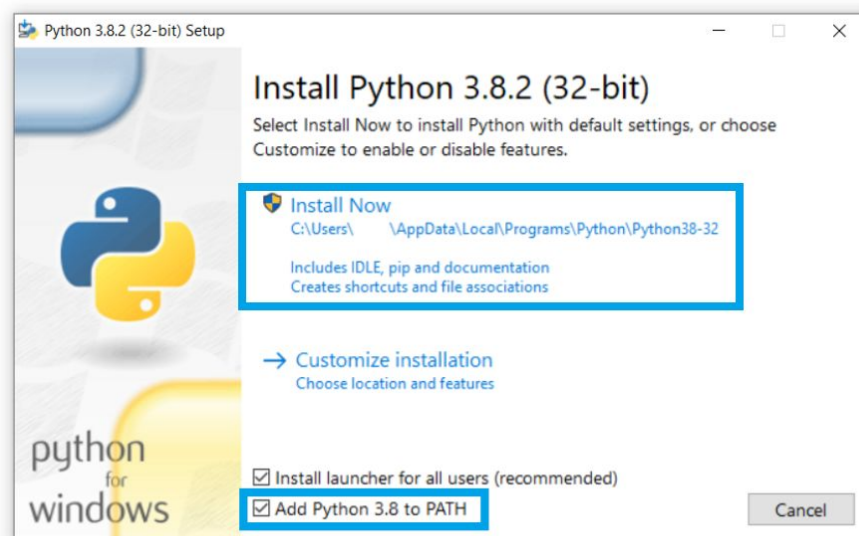 Python 3.8.2 (32-bit) Setup
Install Python 3.8.2 (32-bit)
Select Install Now to install Python with default settings, or choose
Customize to enable or disable features.
Install Now
C:\Users\ \AppData\Local\Programs\Python\Python38-32
Includes IDLE, pip and documentation
Creates shortcuts and file associations
Customize installation
Choose location and features
python
for
windows
Install launcher for all users (recommended)
Add Python 3.8 to PATH
Cancel